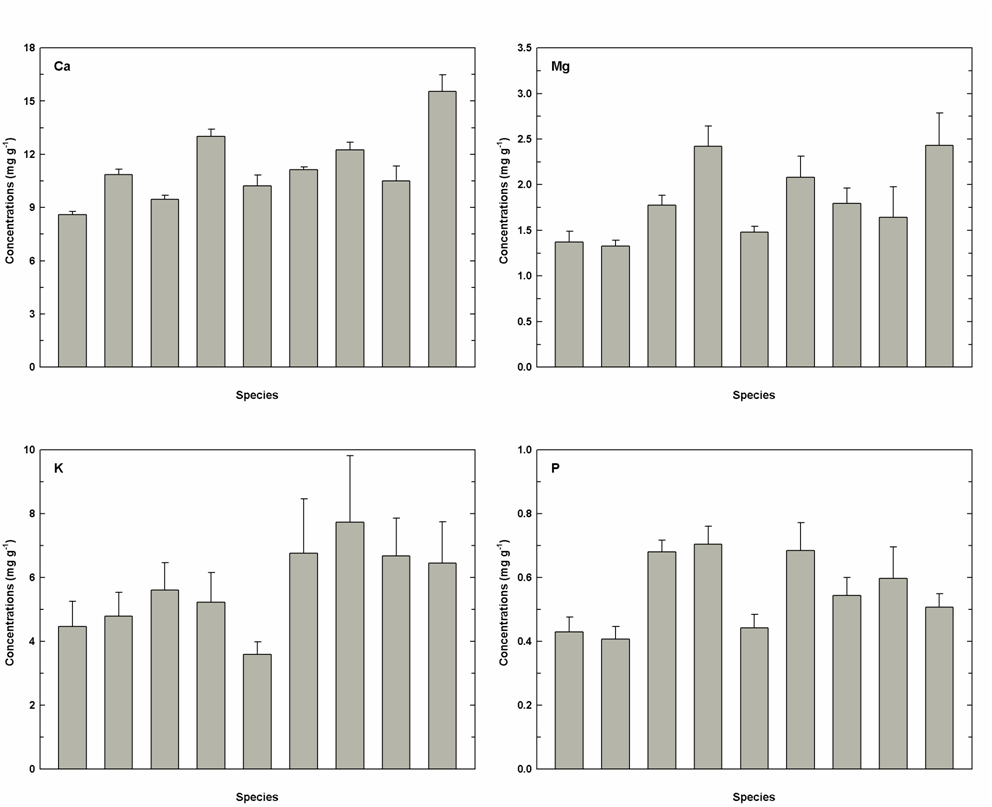 Ca
Concentrations (mg g-1)
18
15
12
9
6
3
0
Species
Mg
Concentrations (mg g-1)
3.5
3.0
2.5
2.0
1.5
1.0
0.5
0.0
Species
K
Concentrations (mg g-1)
10
8
6
4
2
0
Species
P
Concentrations (mg g-1)
1.0
0.8
0.6
0.4
0.2
0.0
Species